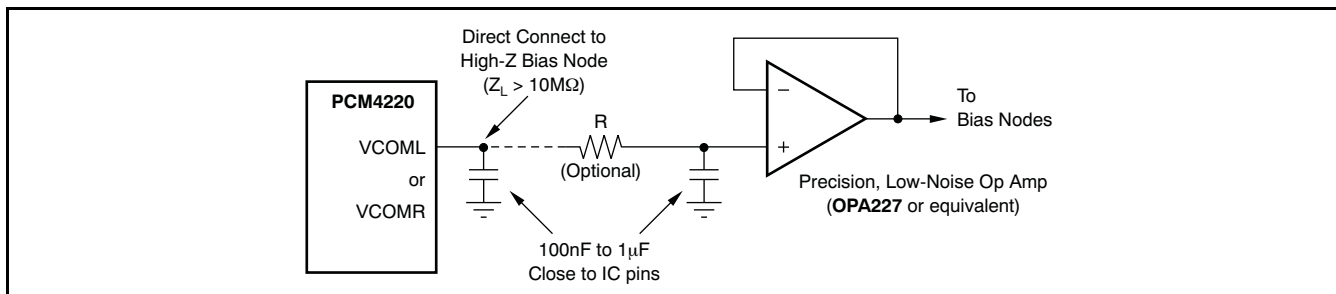 Direct Connect to
High-Z Bias Node
(ZL > 10MΩ)
PCM4220
VCOML
or
VCOMR
R
(Optional)
−
+
To
Bias Nodes
Precision, Low-Noise Op Amp
(OPA227 or equivalent)
100nF to 1μF
Close to IC pins